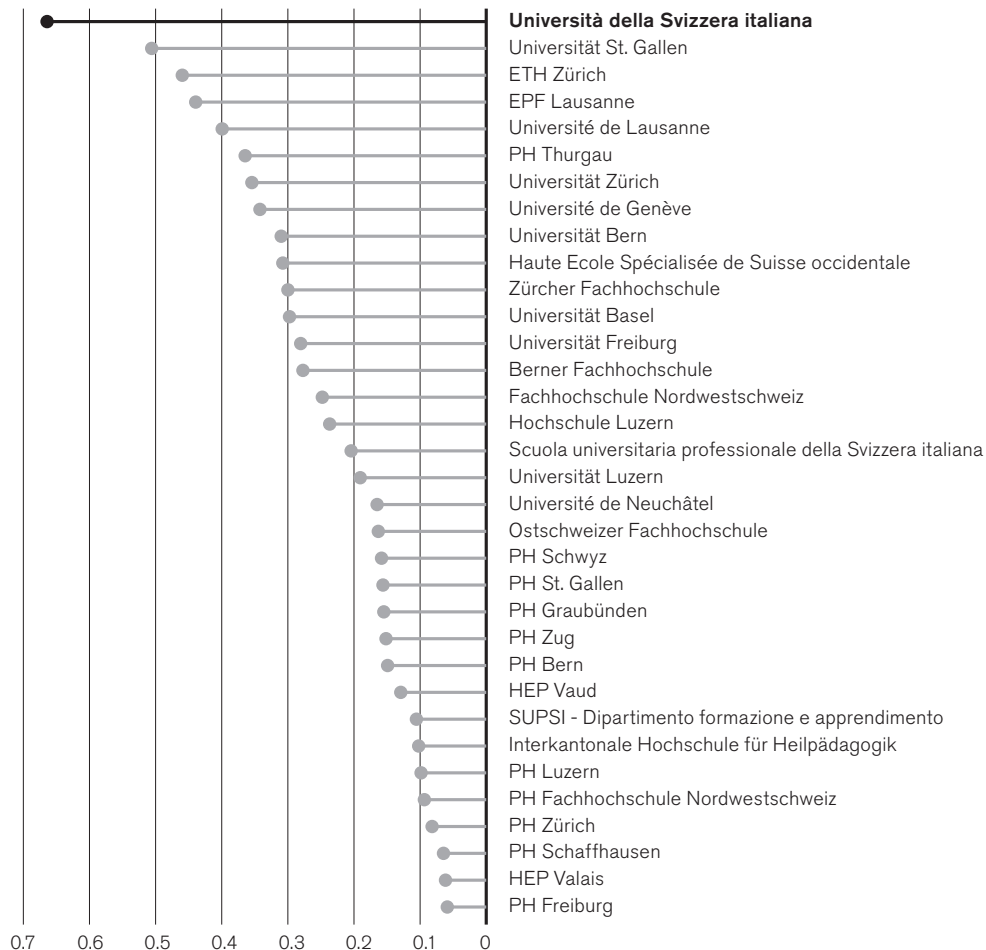 Università della Svizzera italiana
Universität St. Gallen
ETH Zürich
EPF Lausanne
Université de Lausanne
PH Thurgau
Universität Zürich
Université de Genève
Universität Bern
Haute Ecole Spécialisée de Suisse occidentale
Zürcher Fachhochschule
Universität Basel
Universität Freiburg
Berner Fachhochschule
Fachhochschule Nordwestschweiz
Hochschule Luzern
Scuola universitaria professionale della Svizzera italiana
Universität Luzern
Université de Neuchâtel
Ostschweizer Fachhochschule
PH Schwyz
PH St. Gallen
PH Graubünden
PH Zug
PH Bern
HEP Vaud
SUPSI - Dipartimento formazione e apprendimento
Interkantonale Hochschule für Heilpädagogik
PH Luzern
PH Fachhochschule Nordwestschweiz
PH Zürich
PH Schaffhausen
HEP Valais
PH Freiburg
0.7 0.6 0.5 0.4 0.3 0.2 0.1 0